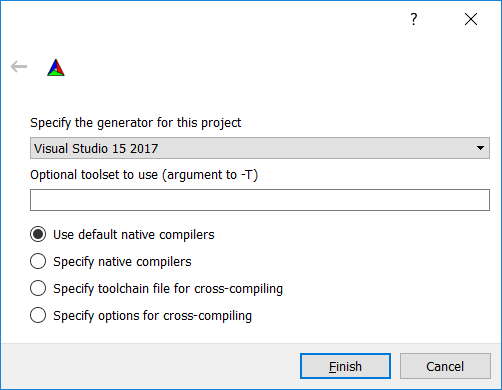 ?
Specify the generator for this project
Visual Studio 15 2017
Optional toolset to use (argument to -T)
Use default native compilers
Specify native compilers
Specify toolchain file for cross-compiling
Specify options for cross-compiling
Finish
Cancel